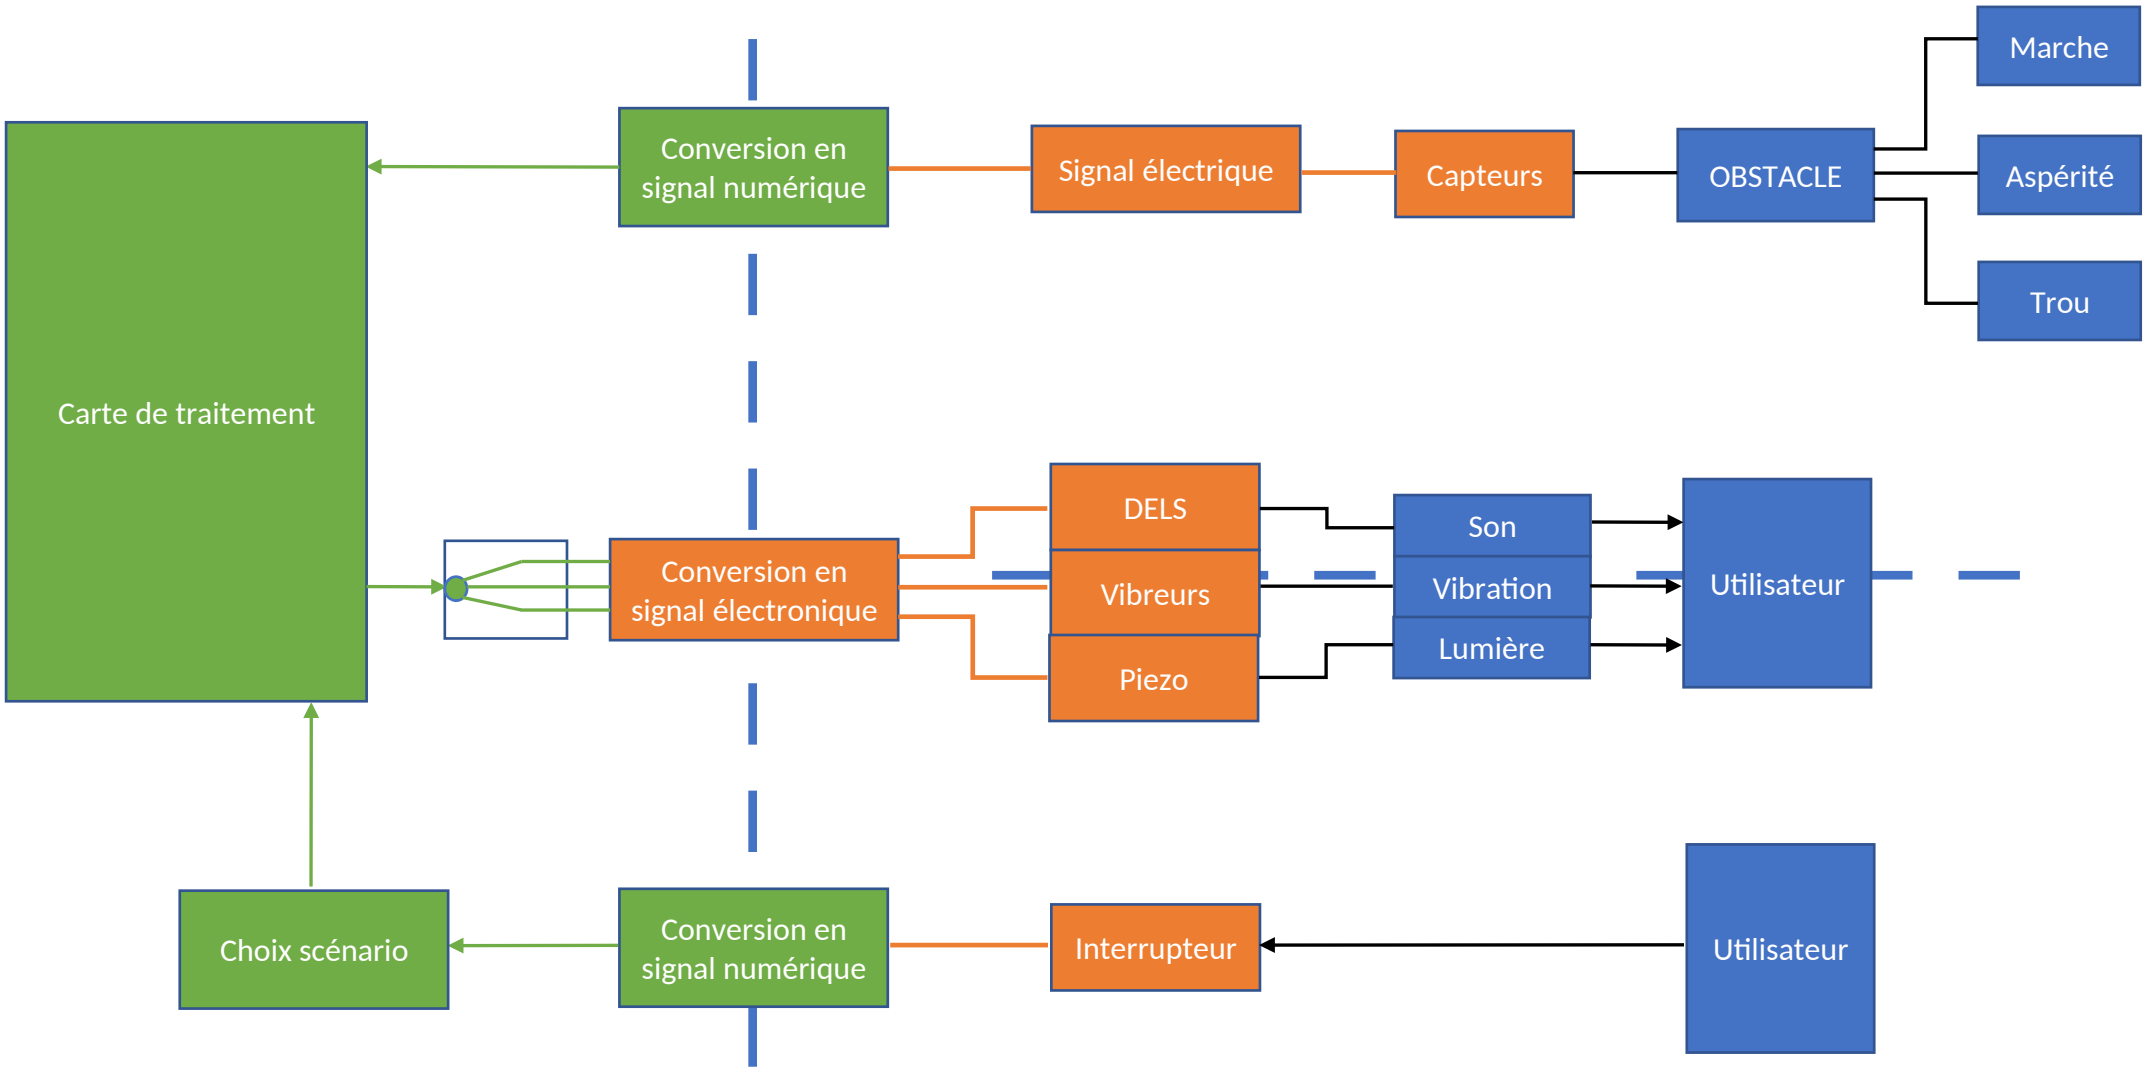 Marche
Conversion en
signal numérique
Signal électrique
Capteurs
OBSTACLE
Aspérité
Trou
Carte de traitement
DELS
Son
Conversion en
signal électronique
Vibreurs
Vibration
Utilisateur
Lumière
Piezo
Choix scénario
Conversion en
signal numérique
Interrupteur
Utilisateur